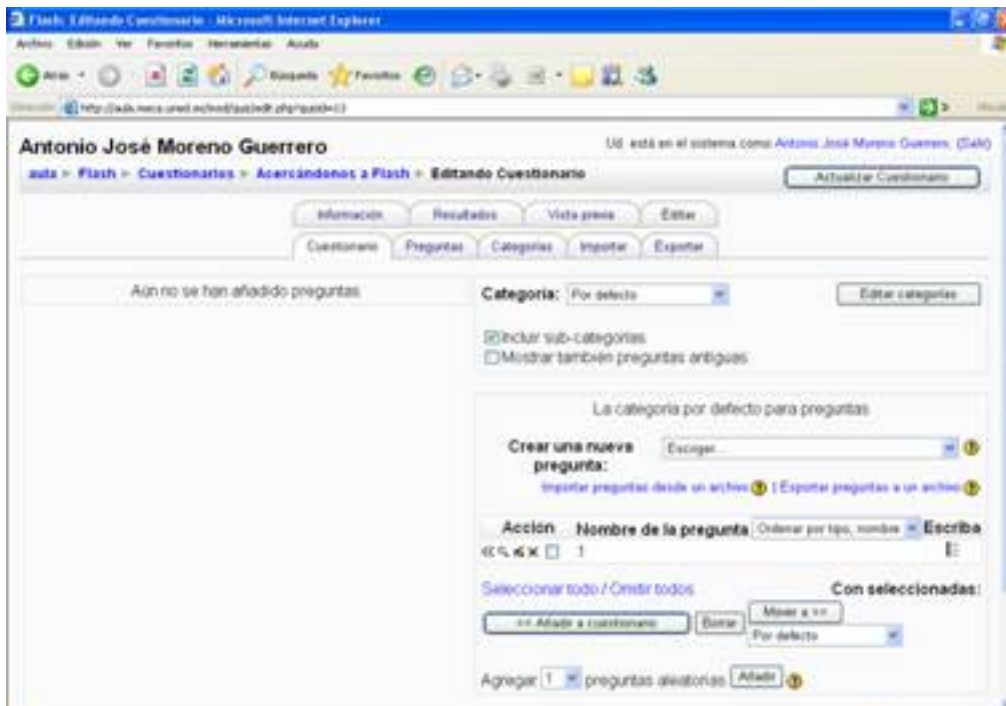 Flash: Editando Cuestionario - Microsoft Internet Explorer
Archivo Edición Ver Favoritos Herramientas Ayuda
Atrás Búsqueda Favoritos
Antonio José Moreno Guerrero
Ud. está en el sistema como Antonio José Moreno Guerrero. (Salir)
aula » Flash » Cuestionarios » Acercándonos a Flash » Editando Cuestionario
Actualizar Cuestionario
Información Resultados Vista previa Editar
Cuestionario Preguntas Categorías Importar Exportar
Aún no se han añadido preguntas
Categoría: Por defecto Editar categorías
Incluir sub-categorías
Mostrar también preguntas antiguas
La categoría por defecto para preguntas
Crear una nueva Escoger...
pregunta:
Importar preguntas desde un archivo | Exportar preguntas a un archivo
Acción Nombre de la pregunta Ordenar por tipo, nombre Escriba
1
Seleccionar todo / Omitir todos Con seleccionadas:
<< Añadir a cuestionario Borrar Mover a >>
Por defecto
Agregar 1 preguntas aleatorias Añadir